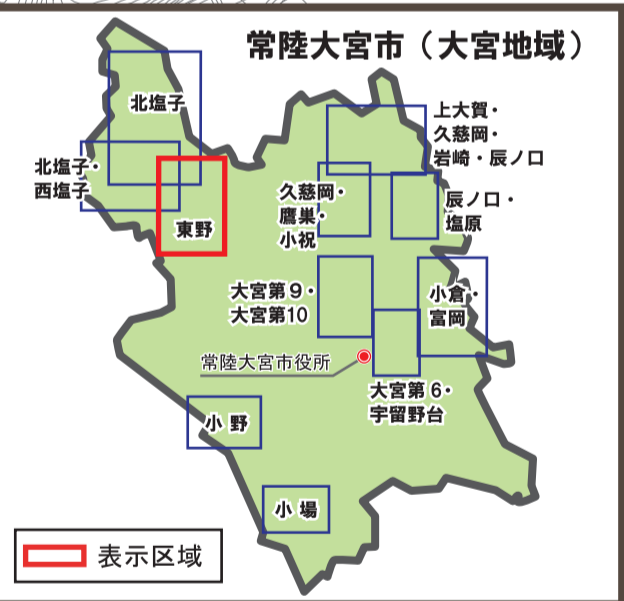 常陸大宮市（大宮地域）
北塩子
北塩子・
西塩子
東野
上大賀・
久慈岡・
岩崎・辰ノ口
久慈岡・
鷹巣・
小祝
辰ノ口・
塩原
大宮第９・
大宮第10
小倉・
富岡
常陸大宮市役所
大宮第６・
宇留野台
小野
小場
表示区域